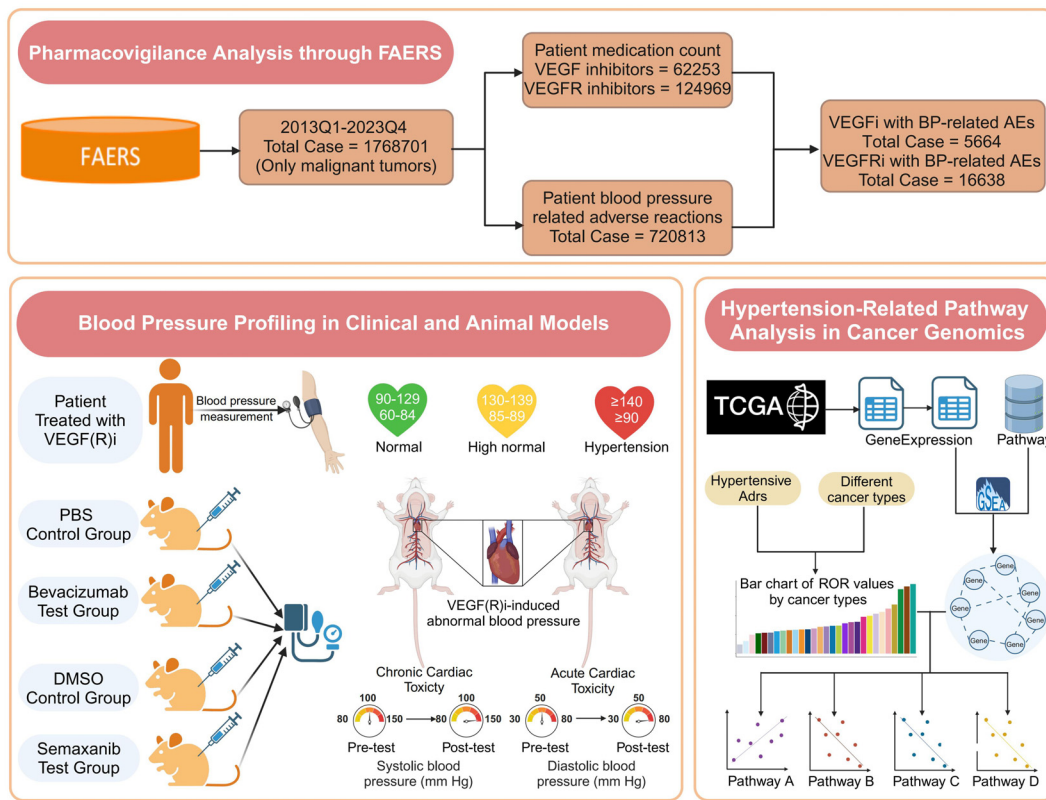 Pharmacovigilance Analysis through FAERS
FAERS
2013Q1-2023Q4
Total Case = 1768701
(Only malignant tumors)
Patient medication count
VEGF inhibitors = 62253
VEGFR inhibitors = 124969
Patient blood pressure
related adverse reactions
Total Case = 720813
VEGFi with BP-related AEs
Total Case = 5664
VEGFRi with BP-related AEs
Total Case = 16638
Blood Pressure Profiling in Clinical and Animal Models
Patient
Treated with
VEGF(R)i
Blood pressure
measurement
90-129
60-84
Normal
130-139
85-89
High normal
≥140
≥90
Hypertension
PBS
Control Group
Bevacizumab
Test Group
DMSO
Control Group
Semaxanib
Test Group
VEGF(R)i-induced
abnormal blood pressure
Chronic Cardiac
Toxicity
Acute Cardiac
Toxicity
100
80
150
Pre-test
100
80
150
Post-test
Systolic blood
pressure (mm Hg)
50
30
80
Pre-test
50
30
80
Post-test
Diastolic blood
pressure (mm Hg)
Hypertension-Related Pathway
Analysis in Cancer Genomics
TCGA
GeneExpression
Pathway
Hypertensive
Adrs
Different
cancer types
GSEA
Bar chart of ROR values
by cancer types
Gene
Gene
Gene
Gene
Gene
Gene
Gene
Pathway A
Pathway B
Pathway C
Pathway D